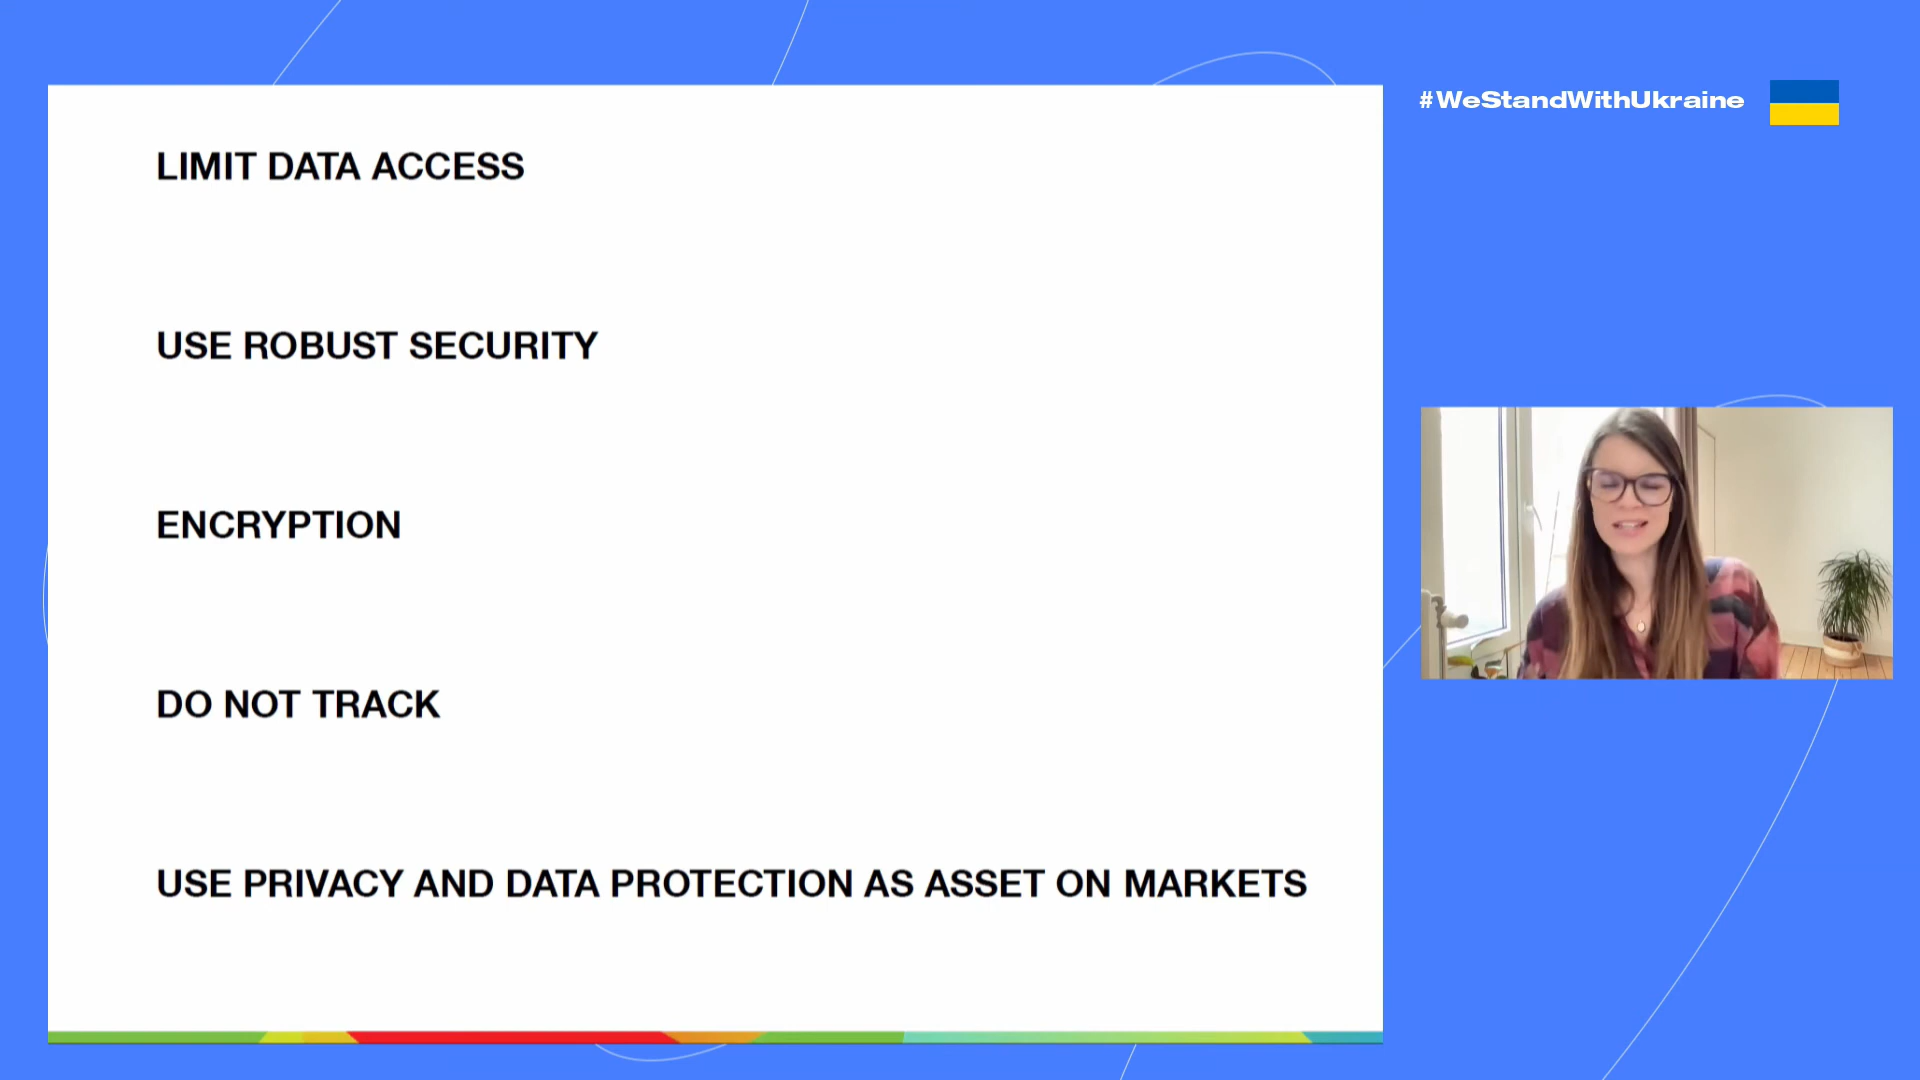 #WeStandWithUkraine
LIMIT DATA ACCESS
USE ROBUST SECURITY
ENCRYPTION
DO NOT TRACK
USE PRIVACY AND DATA PROTECTION AS ASSET ON MARKETS